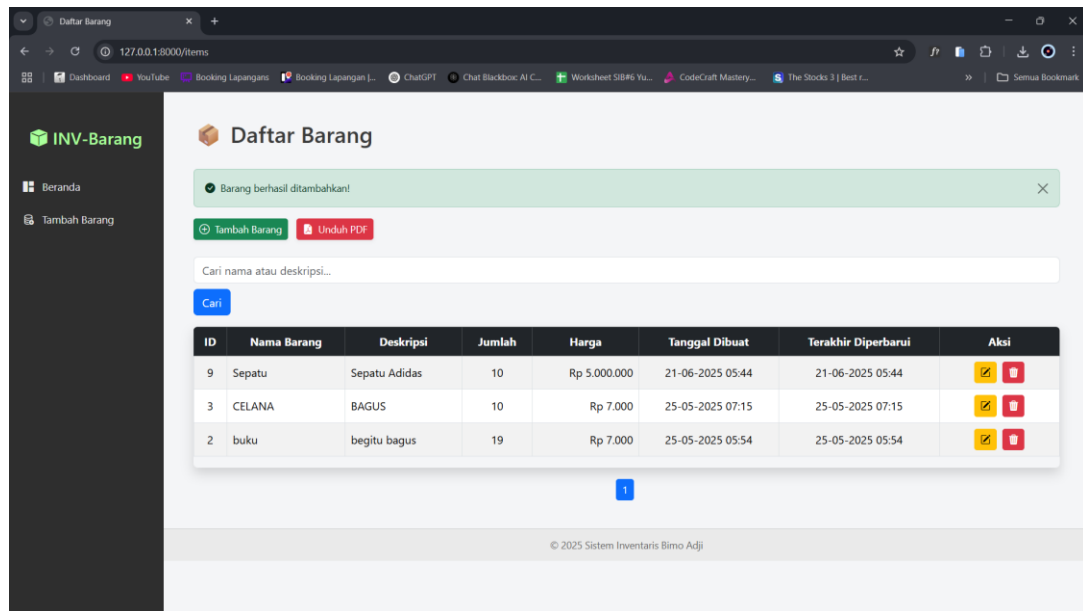 Daftar Barang
127.0.0.1:8000/items
Dashboard YouTube Booking Lapangans Booking Lapangan |... ChatGPT Chat Blackbox: AI C... Worksheet SIB#6 Yu... CodeCraft Mastery... The Stocks 3 | Best r... » Semua Bookmark
INV-Barang
Beranda
Tambah Barang
Daftar Barang
Barang berhasil ditambahkan!
Tambah Barang Unduh PDF
Cari nama atau deskripsi...
Cari
ID Nama Barang Deskripsi Jumlah Harga Tanggal Dibuat Terakhir Diperbarui Aksi
9 Sepatu Sepatu Adidas 10 Rp 5.000.000 21-06-2025 05:44 21-06-2025 05:44
3 CELANA BAGUS 10 Rp 7.000 25-05-2025 07:15 25-05-2025 07:15
2 buku begitu bagus 19 Rp 7.000 25-05-2025 05:54 25-05-2025 05:54
1
© 2025 Sistem Inventaris Bimo Adji